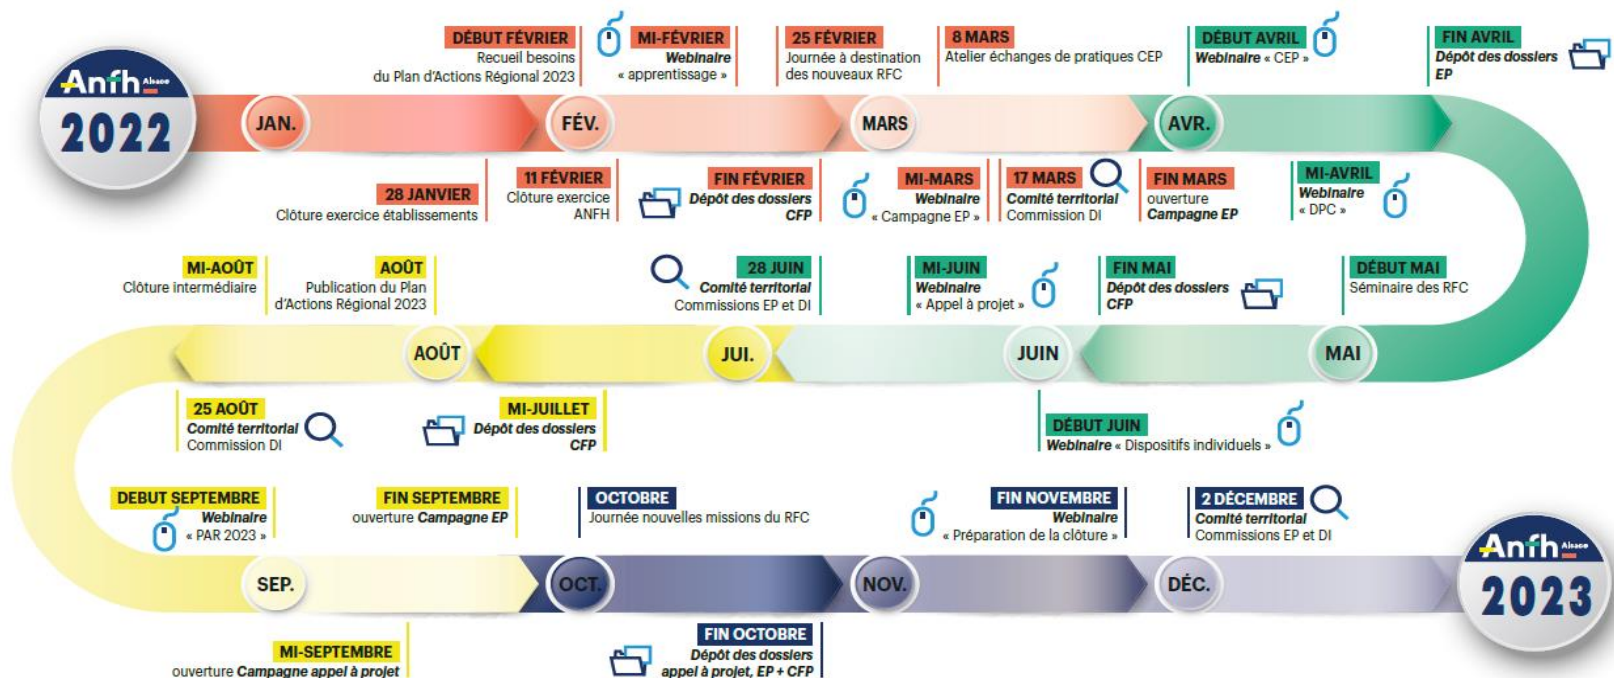 Anfh Alsace
2022
DÉBUT FÉVRIER
Recueil besoins
du Plan d'Actions Régional 2023
MI-FÉVRIER
Webinaire
« apprentissage »
25 FÉVRIER
Journée à destination
des nouveaux RFC
8 MARS
Atelier échanges de pratiques CEP
DÉBUT AVRIL
Webinaire « CEP »
FIN AVRIL
Dépôt des dossiers
EP
JAN.
FÉV.
MARS
AVR.
28 JANVIER
Clôture exercice établissements
11 FÉVRIER
Clôture exercice
ANFH
FIN FÉVRIER
Dépôt des dossiers
CFP
MI-MARS
Webinaire
« Campagne EP »
17 MARS
Comité territorial
Commission DI
FIN MARS
ouverture
Campagne EP
MI-AVRIL
Webinaire
« DPC »
MI-AOÛT
Clôture intermédiaire
AOÛT
Publication du Plan
d'Actions Régional 2023
28 JUIN
Comité territorial
Commissions EP et DI
MI-JUIN
Webinaire
« Appel à projet »
FIN MAI
Dépôt des dossiers
CFP
DÉBUT MAI
Séminaire des RFC
AOÛT
JUI.
JUIN
MAI
25 AOÛT
Comité territorial
Commission DI
MI-JUILLET
Dépôt des dossiers
CFP
DÉBUT JUIN
Webinaire « Dispositifs individuels »
DEBUT SEPTEMBRE
Webinaire
« PAR 2023 »
FIN SEPTEMBRE
ouverture Campagne EP
OCTOBRE
Journée nouvelles missions du RFC
FIN NOVEMBRE
Webinaire
« Préparation de la clôture »
2 DÉCEMBRE
Comité territorial
Commissions EP et DI
SEP.
OCT.
NOV.
DÉC.
Anfh Alsace
2023
MI-SEPTEMBRE
ouverture Campagne appel à projet
FIN OCTOBRE
Dépôt des dossiers
appel à projet, EP + CFP